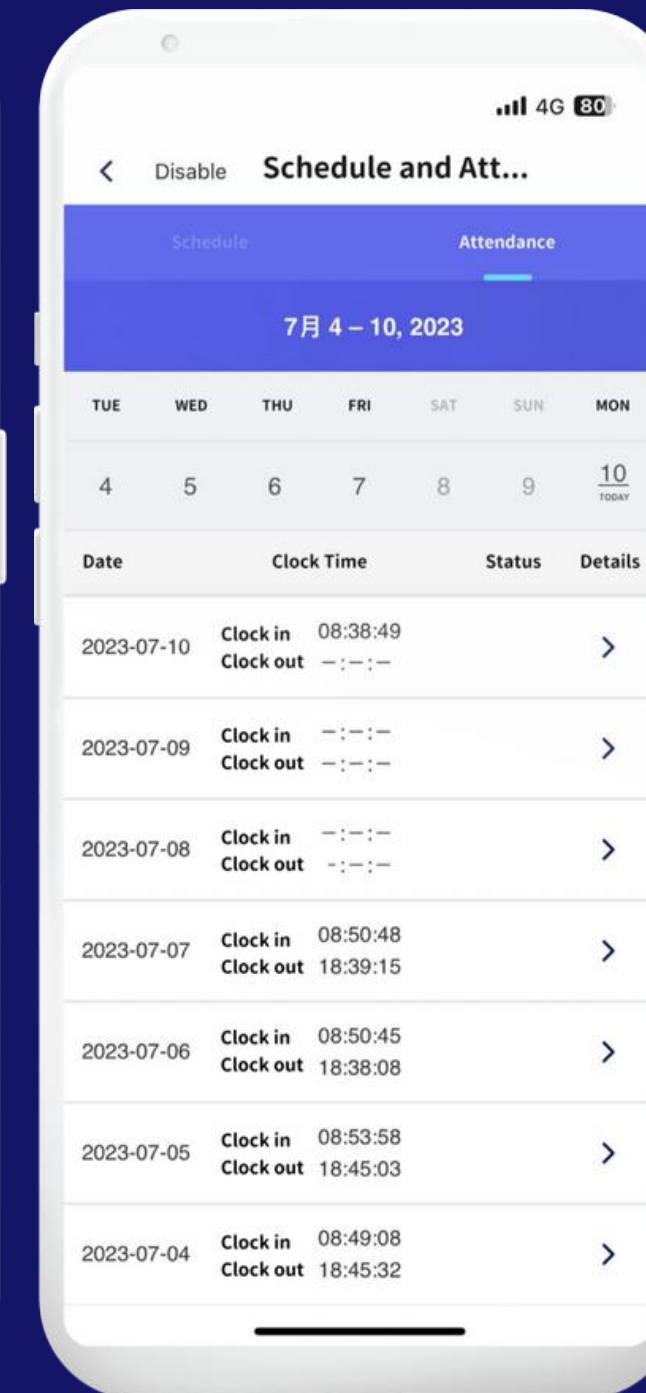 4G 80
Disable Schedule and Att...
Schedule Attendance
7月 4 – 10, 2023
TUE WED THU FRI SAT SUN MON
4 5 6 7 8 9 10
TODAY
Date Clock Time Status Details
2023-07-10 Clock in 08:38:49
Clock out –:–:–
2023-07-09 Clock in –:–:–
Clock out –:–:–
2023-07-08 Clock in –:–:–
Clock out -:–:–
2023-07-07 Clock in 08:50:48
Clock out 18:39:15
2023-07-06 Clock in 08:50:45
Clock out 18:38:08
2023-07-05 Clock in 08:53:58
Clock out 18:45:03
2023-07-04 Clock in 08:49:08
Clock out 18:45:32